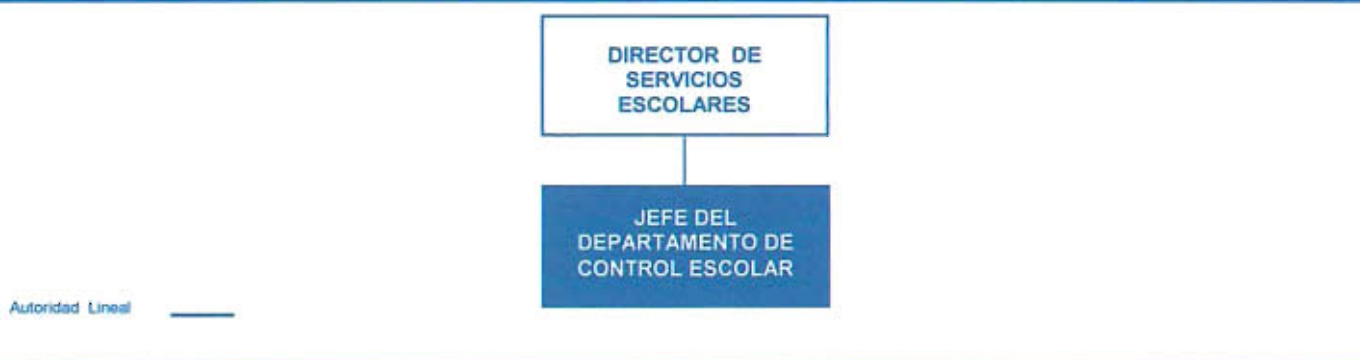 DIRECTOR DE
SERVICIOS
ESCOLARES
JEFE DEL
DEPARTAMENTO DE
CONTROL ESCOLAR
Autoridad Lineal